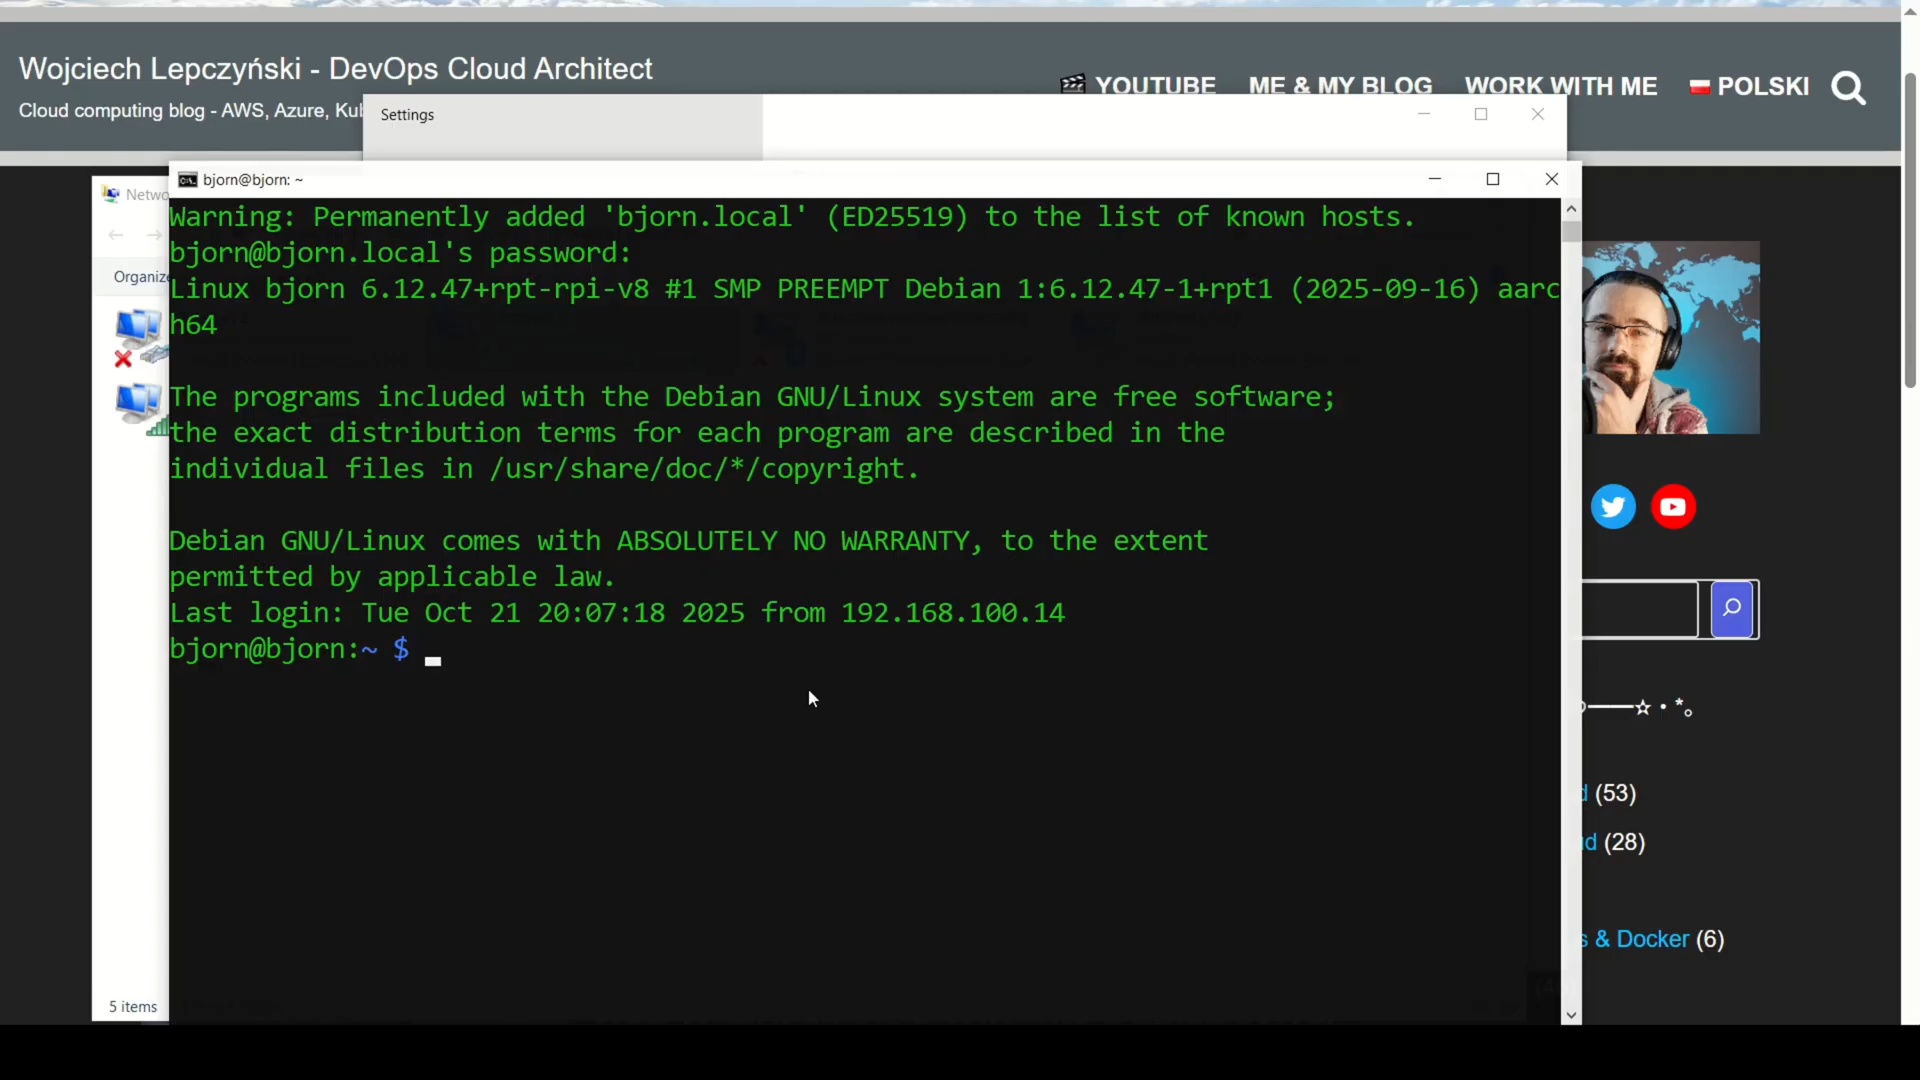 Wojciech Lepczyński - DevOps Cloud Architect
Cloud computing blog - AWS, Azure,
YOUTUBE ME & MY BLOG WORK WITH ME POLSKI
Settings
bjorn@bjorn: ~
Organize
Warning: Permanently added 'bjorn.local' (ED25519) to the list of known hosts.
bjorn@bjorn.local's password:
Linux bjorn 6.12.47+rpt-rpi-v8 #1 SMP PREEMPT Debian 1:6.12.47-1+rpt1 (2025-09-16) aarc
h64
The programs included with the Debian GNU/Linux system are free software;
the exact distribution terms for each program are described in the
individual files in /usr/share/doc/*/copyright.
Debian GNU/Linux comes with ABSOLUTELY NO WARRANTY, to the extent
permitted by applicable law.
Last login: Tue Oct 21 20:07:18 2025 from 192.168.100.14
bjorn@bjorn:~ $
(53)
(28)
& Docker (6)
5 items